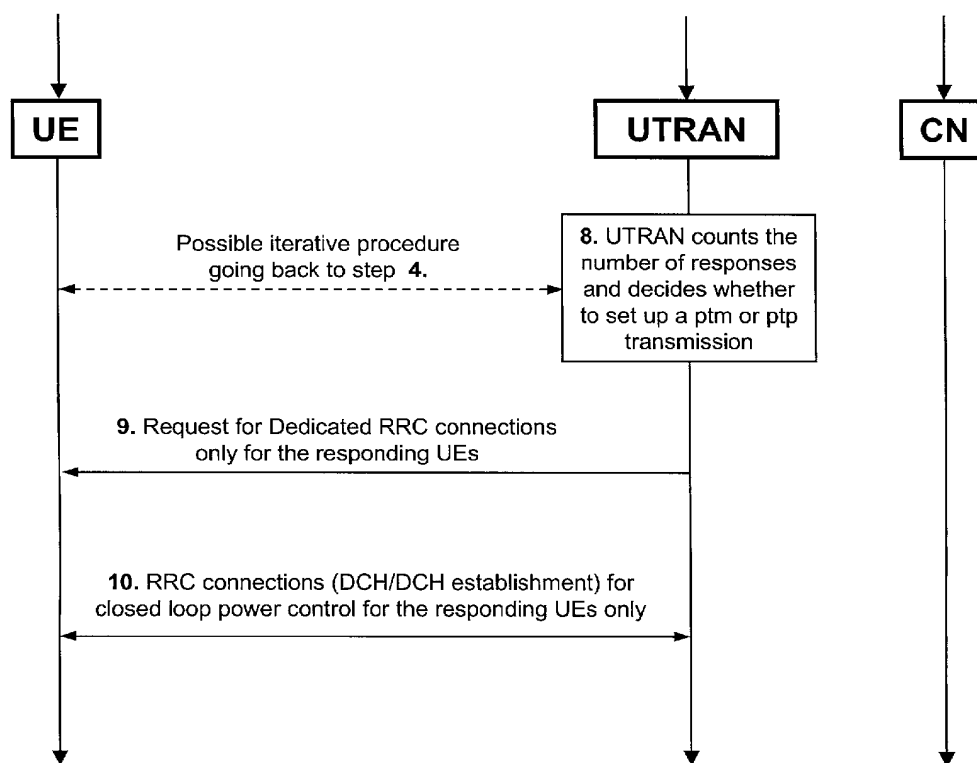 UE
UTRAN
CN
Possible iterative procedure
going back to step 4.
8. UTRAN counts the
number of responses
and decides whether
to set up a ptm or ptp
transmission
9. Request for Dedicated RRC connections
only for the responding UEs
10. RRC connections (DCH/DCH establishment) for
closed loop power control for the responding UEs only